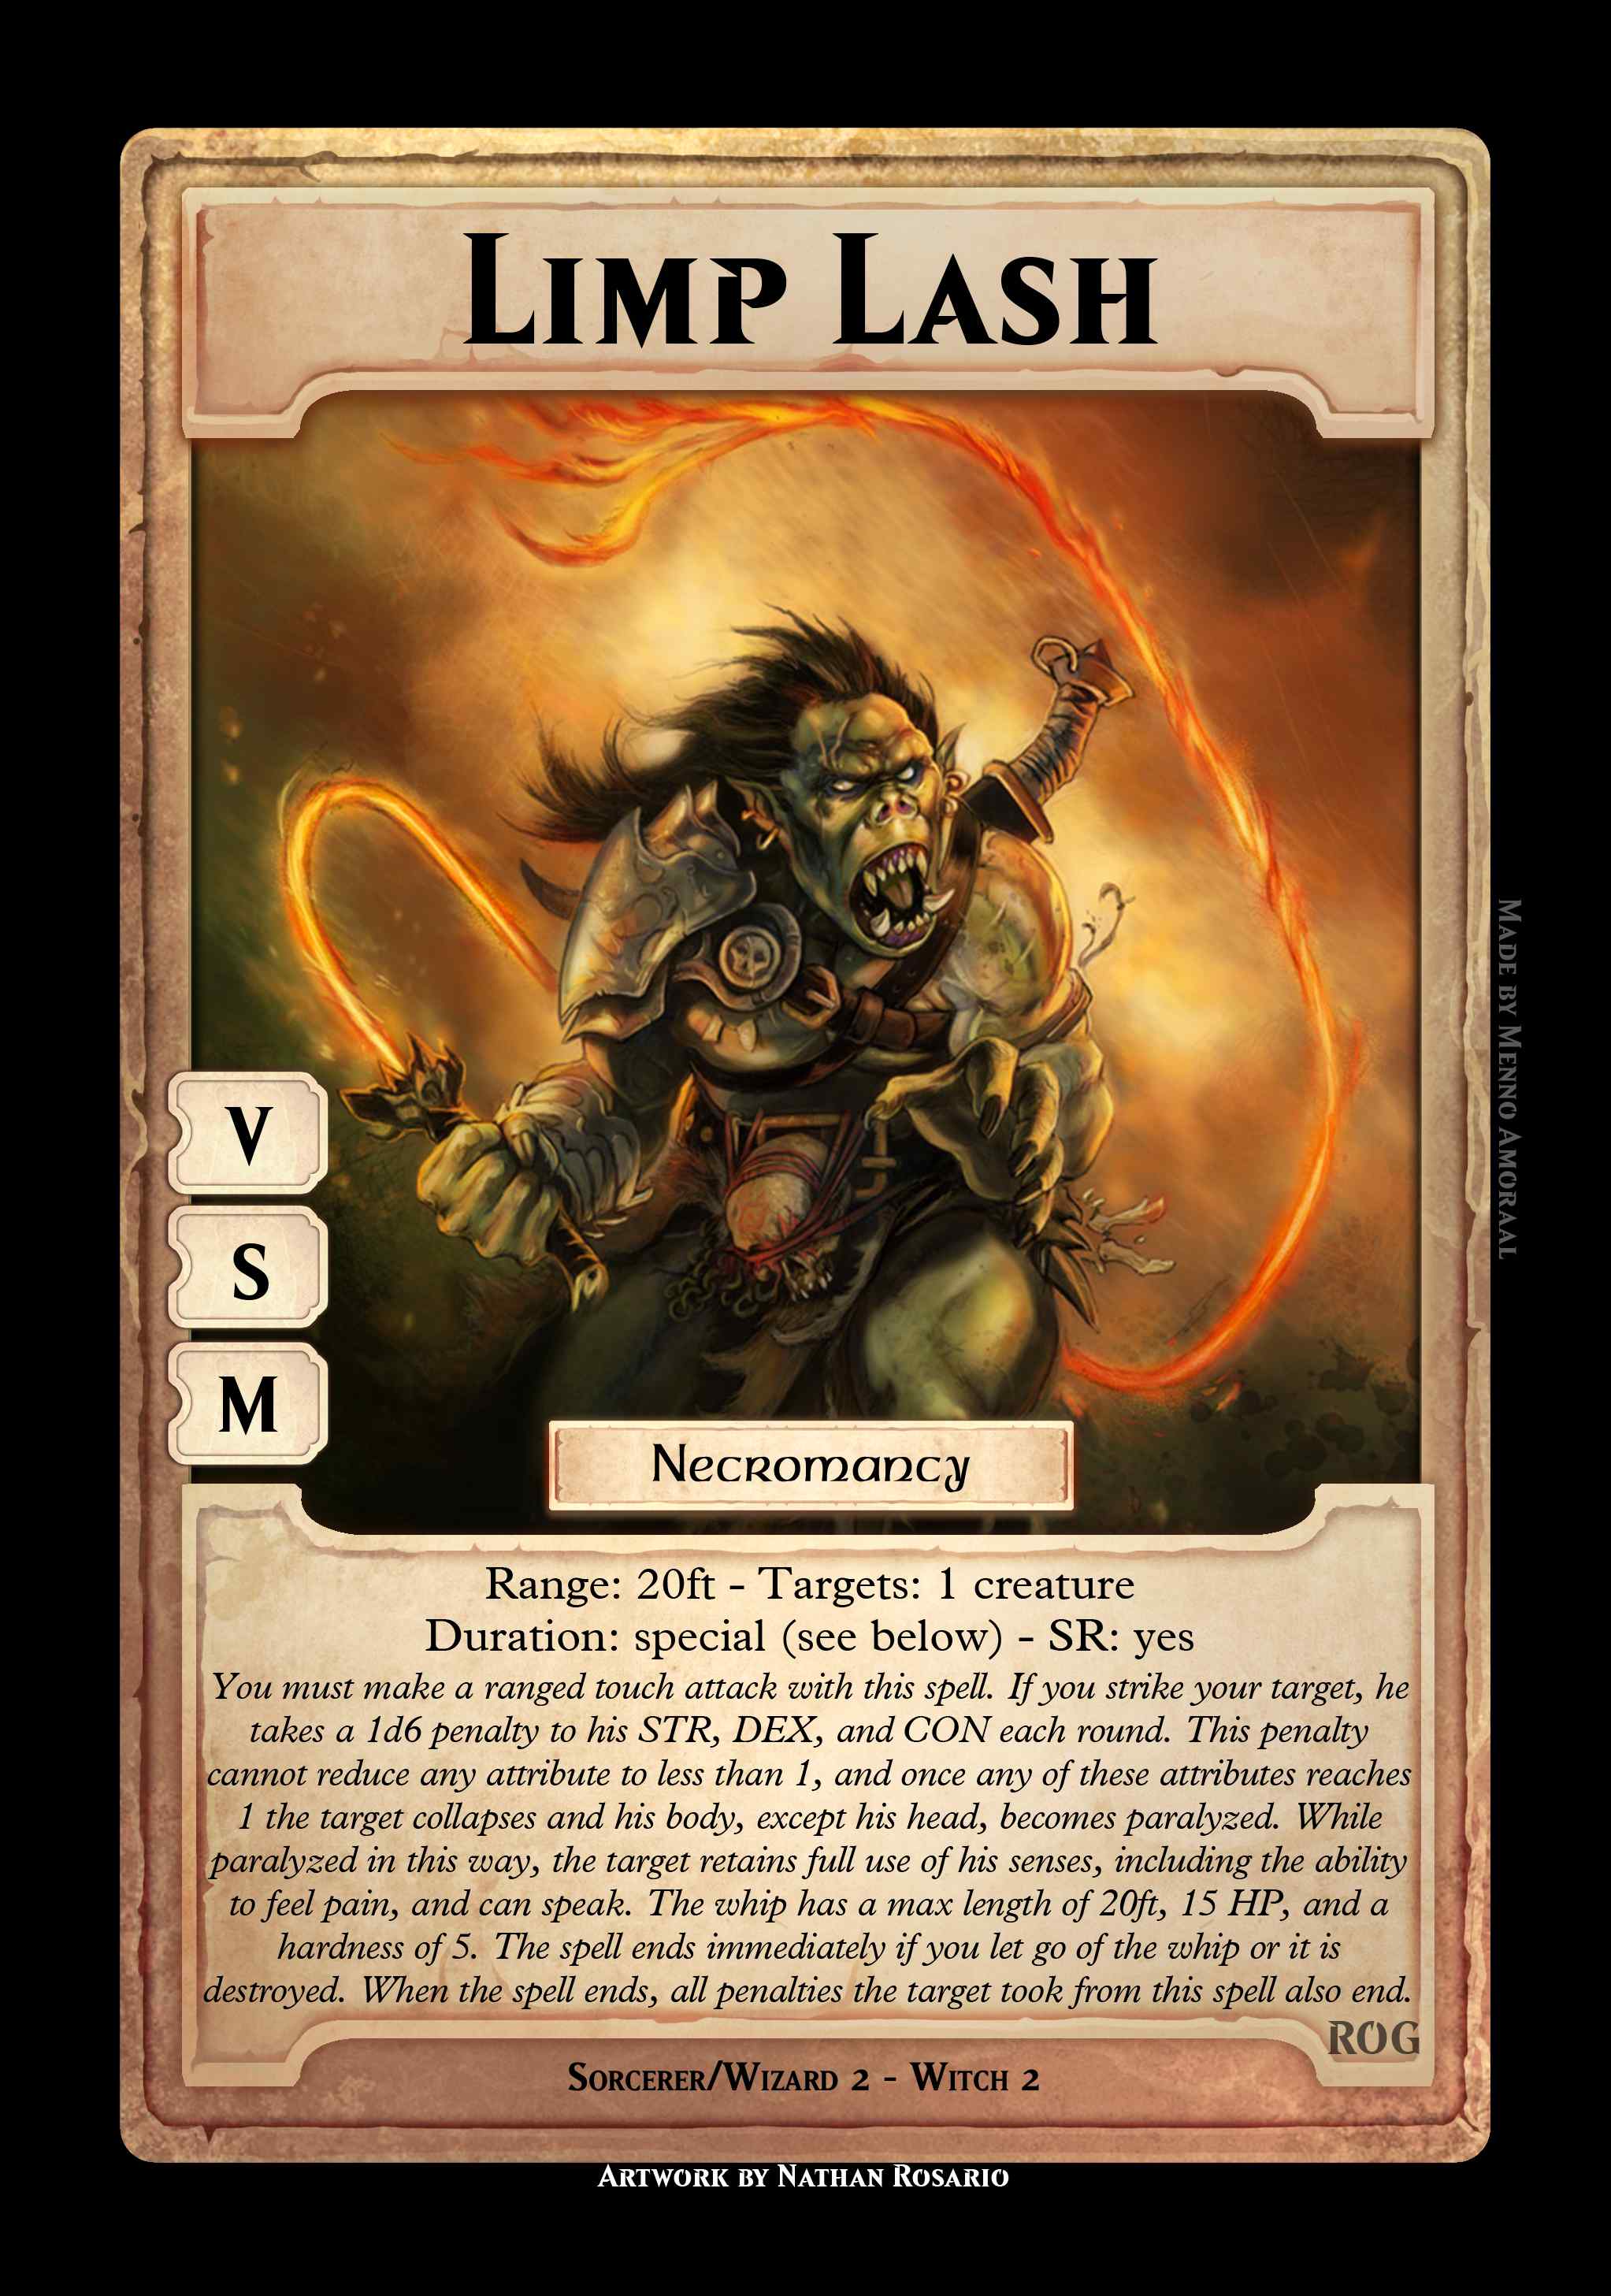 Limp Lash
V
S
M
Necromancy
Range: 20ft - Targets: 1 creature
Duration: special (see below) - SR: yes
You must make a ranged touch attack with this spell. If you strike your target, he
takes a 1d6 penalty to his STR, DEX, and CON each round. This penalty
cannot reduce any attribute to less than 1, and once any of these attributes reaches
1 the target collapses and his body, except his head, becomes paralyzed. While
paralyzed in this way, the target retains full use of his senses, including the ability
to feel pain, and can speak. The whip has a max length of 20ft, 15 HP, and a
hardness of 5. The spell ends immediately if you let go of the whip or it is
destroyed. When the spell ends, all penalties the target took from this spell also end.
ROG
Sorcerer/Wizard 2 - Witch 2
Artwork by Nathan Rosario
Made by Menno Amoraal